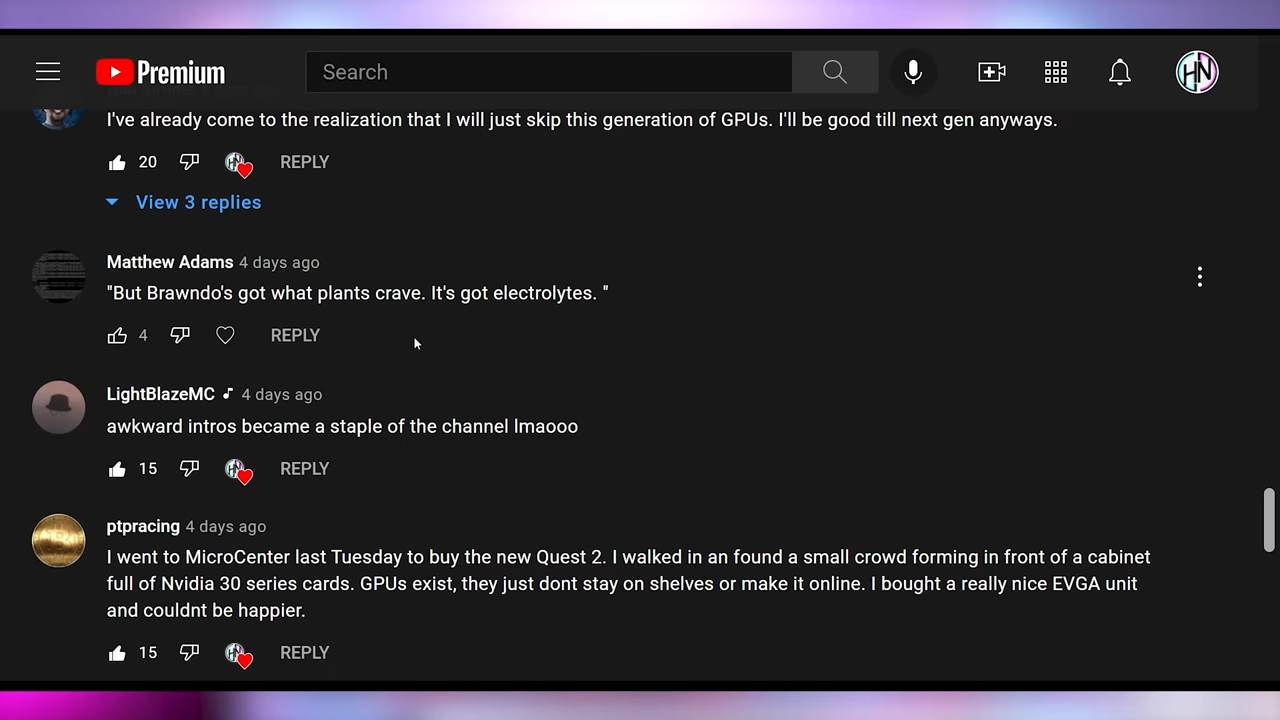 Premium
Search
HN
I've already come to the realization that I will just skip this generation of GPUs. I'll be good till next gen anyways.
20 REPLY
View 3 replies
Matthew Adams 4 days ago
"But Brawndo's got what plants crave. It's got electrolytes. "
4 REPLY
LightBlazeMC 4 days ago
awkward intros became a staple of the channel lmaooo
15 REPLY
ptpracing 4 days ago
I went to MicroCenter last Tuesday to buy the new Quest 2. I walked in an found a small crowd forming in front of a cabinet
full of Nvidia 30 series cards. GPUs exist, they just dont stay on shelves or make it online. I bought a really nice EVGA unit
and couldnt be happier.
15 REPLY